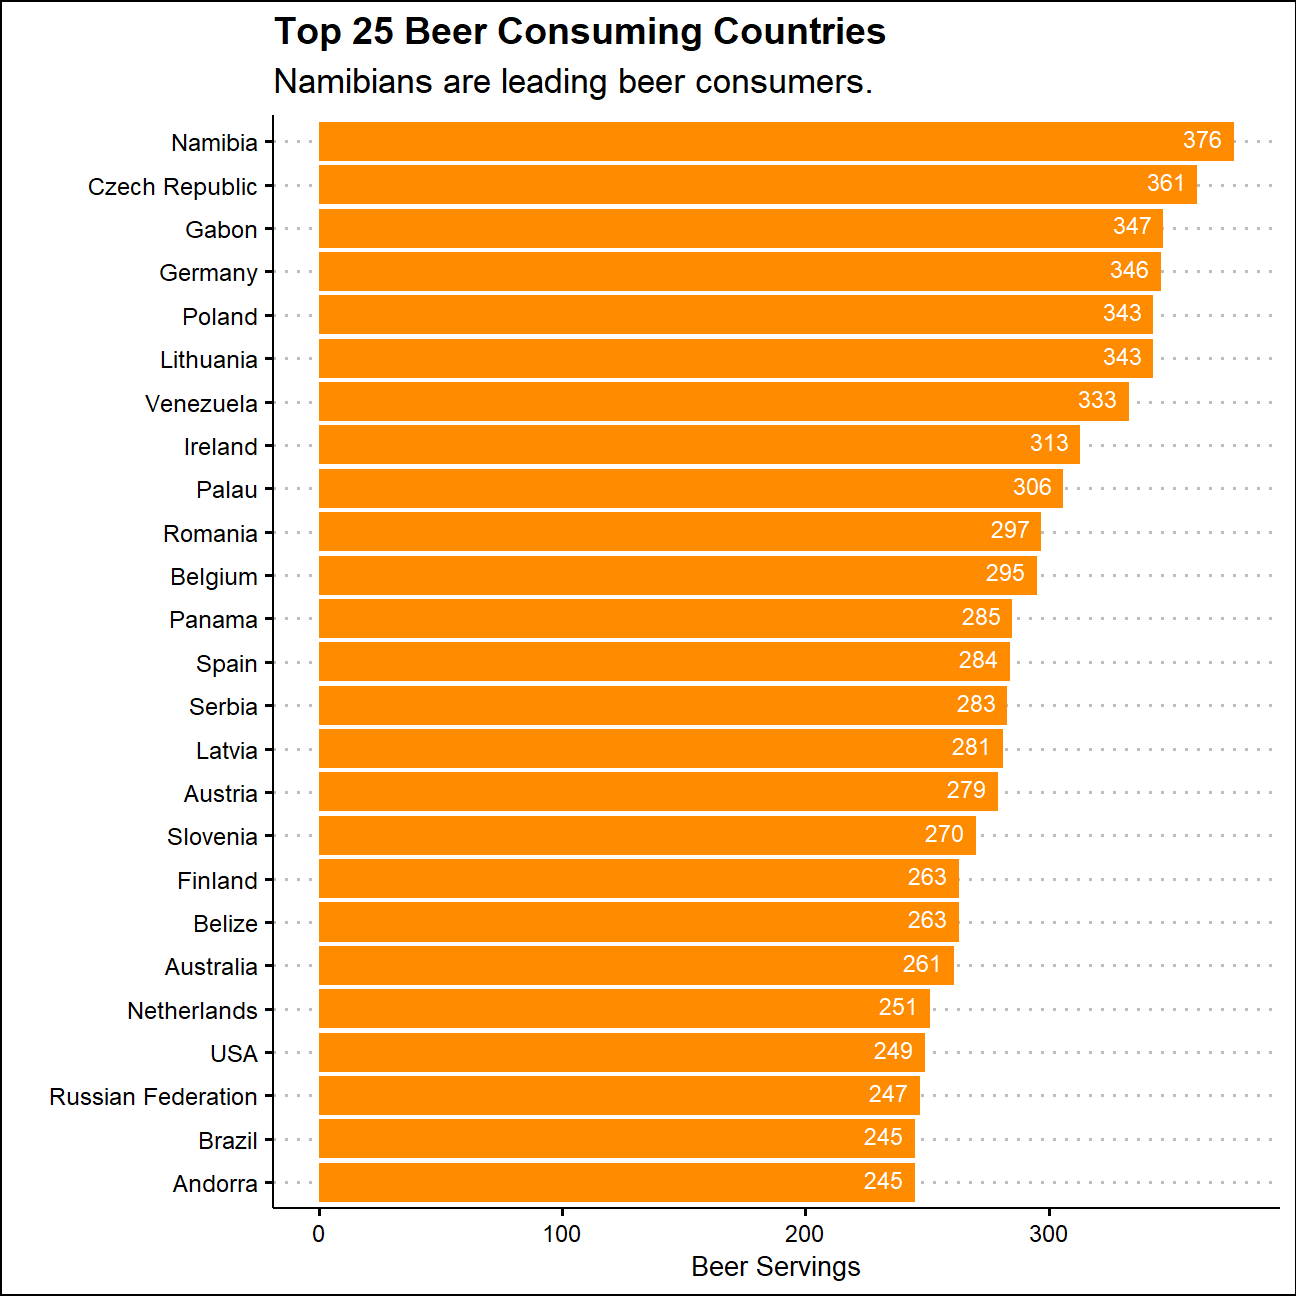 Top 25 Beer Consuming Countries
Namibians are leading beer consumers.
Namibia 376
Czech Republic 361
Gabon 347
Germany 346
Poland 343
Lithuania 343
Venezuela 333
Ireland 313
Palau 306
Romania 297
Belgium 295
Panama 285
Spain 284
Serbia 283
Latvia 281
Austria 279
Slovenia 270
Finland 263
Belize 263
Australia 261
Netherlands 251
USA 249
Russian Federation 247
Brazil 245
Andorra 245
0 100 200 300
Beer Servings